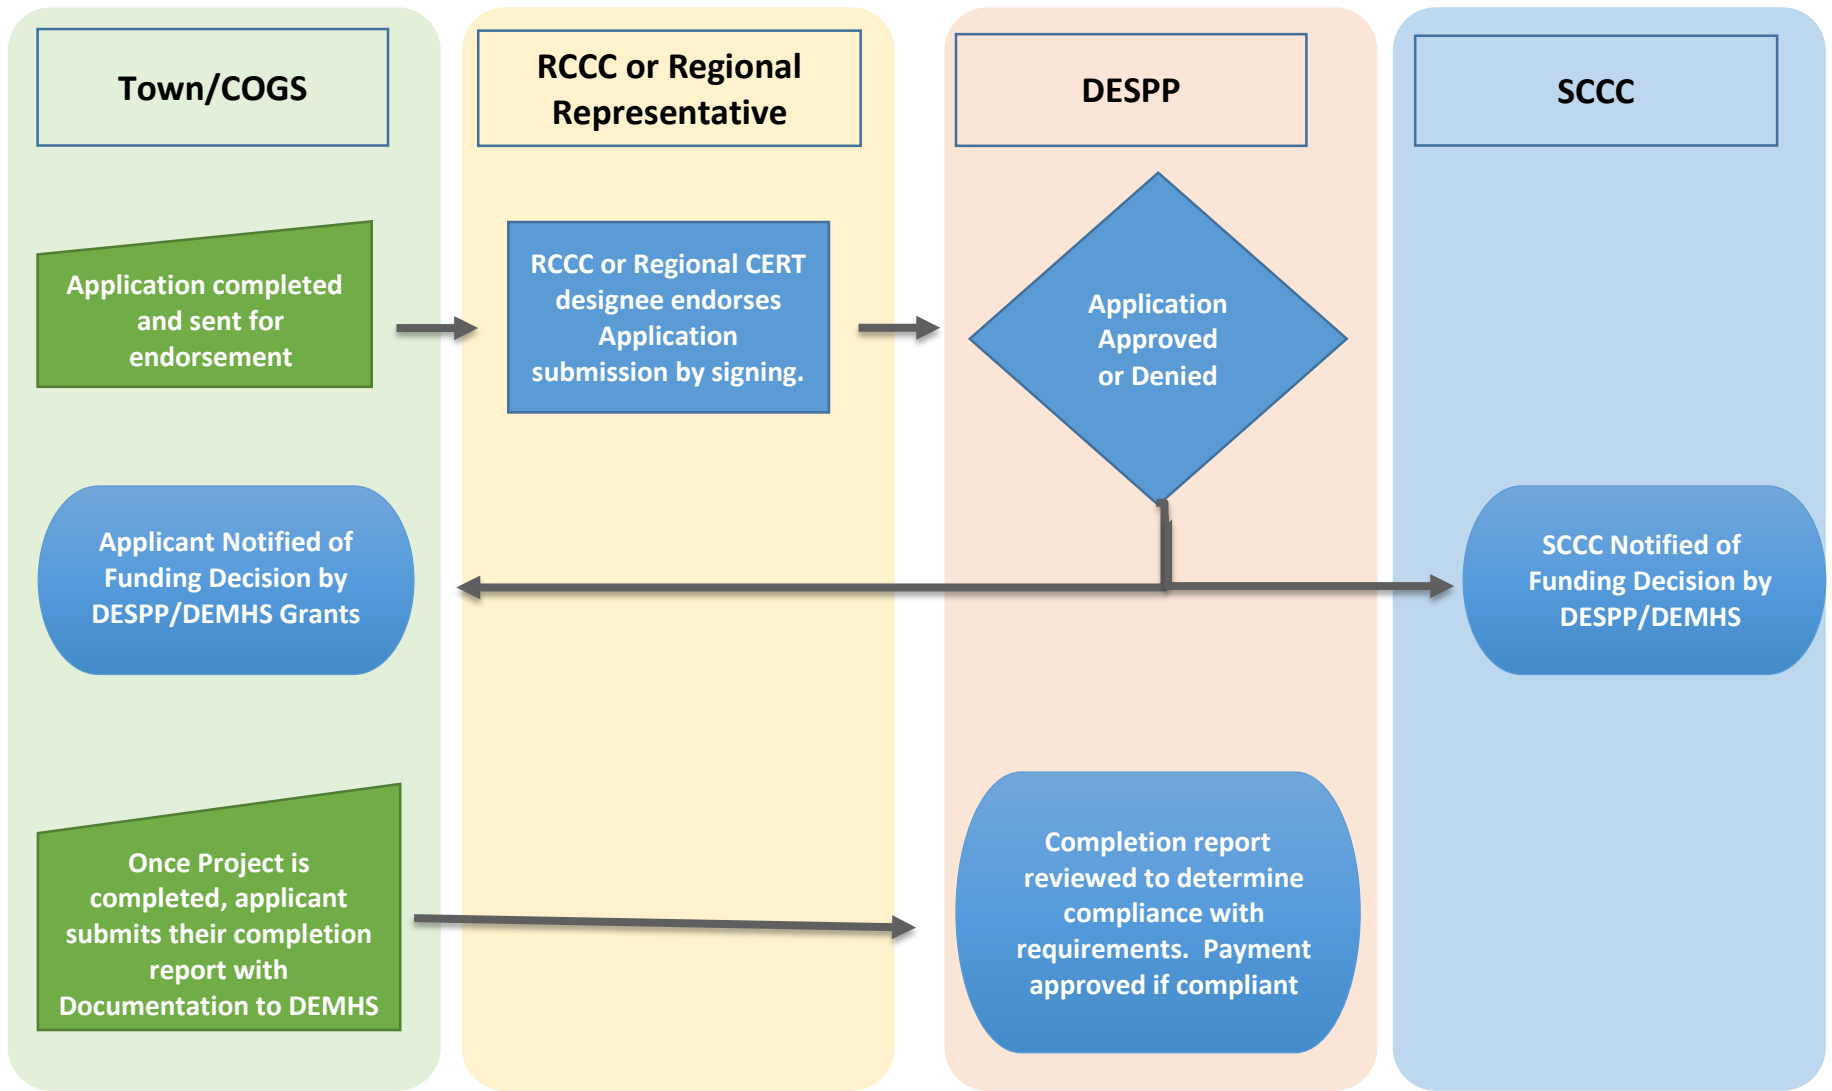 Town/COGS
RCCC or Regional
Representative
DESPP
SCCC
Application completed
and sent for
endorsement
RCCC or Regional CERT
designee endorses
Application
submission by signing.
Application
Approved
or Denied
Applicant Notified of
Funding Decision by
DESPP/DEMHS Grants
SCCC Notified of
Funding Decision by
DESPP/DEMHS
Once Project is
completed, applicant
submits their completion
report with
Documentation to DEMHS
Completion report
reviewed to determine
compliance with
requirements.  Payment
approved if compliant